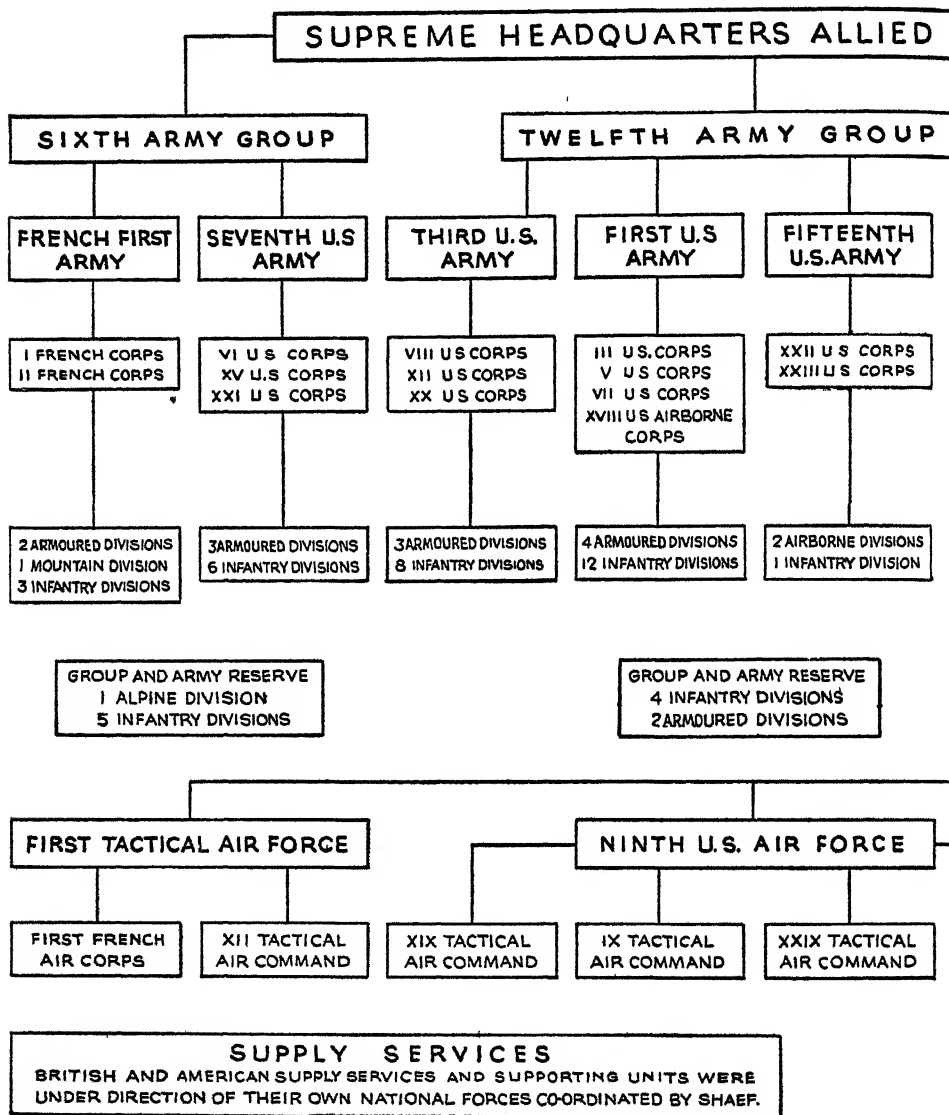 SUPREME HEADQUARTERS ALLIED
SIXTH ARMY GROUP
TWELFTH ARMY GROUP
FRENCH FIRST
ARMY
SEVENTH U.S
ARMY
THIRD U.S.
ARMY
FIRST U.S
ARMY
FIFTEENTH
U.S. ARMY
I FRENCH CORPS
II FRENCH CORPS
VI U S CORPS
XV U.S CORPS
XXI U S CORPS
VIII US CORPS
XII US CORPS
XX US CORPS
III U.S. CORPS
V U S CORPS
VII U S CORPS
XVIII U S AIRBORNE
CORPS
XXII U S CORPS
XXIII U S CORPS
2 ARMOURED DIVISIONS
1 MOUNTAIN DIVISION
3 INFANTRY DIVISIONS
3 ARMOURED DIVISIONS
6 INFANTRY DIVISIONS
3 ARMOURED DIVISIONS
8 INFANTRY DIVISIONS
4 ARMOURED DIVISIONS
12 INFANTRY DIVISIONS
2 AIRBORNE DIVISIONS
1 INFANTRY DIVISION
GROUP AND ARMY RESERVE
1 ALPINE DIVISION
5 INFANTRY DIVISIONS
GROUP AND ARMY RESERVE
4 INFANTRY DIVISIONS
2 ARMOURED DIVISIONS
FIRST TACTICAL AIR FORCE
NINTH U.S. AIR FORCE
FIRST FRENCH
AIR CORPS
XII TACTICAL
AIR COMMAND
XIX TACTICAL
AIR COMMAND
IX TACTICAL
AIR COMMAND
XXIX TACTICAL
AIR COMMAND
SUPPLY SERVICES
BRITISH AND AMERICAN SUPPLY SERVICES AND SUPPORTING UNITS WERE
UNDER DIRECTION OF THEIR OWN NATIONAL FORCES CO-ORDINATED BY SHAEF.